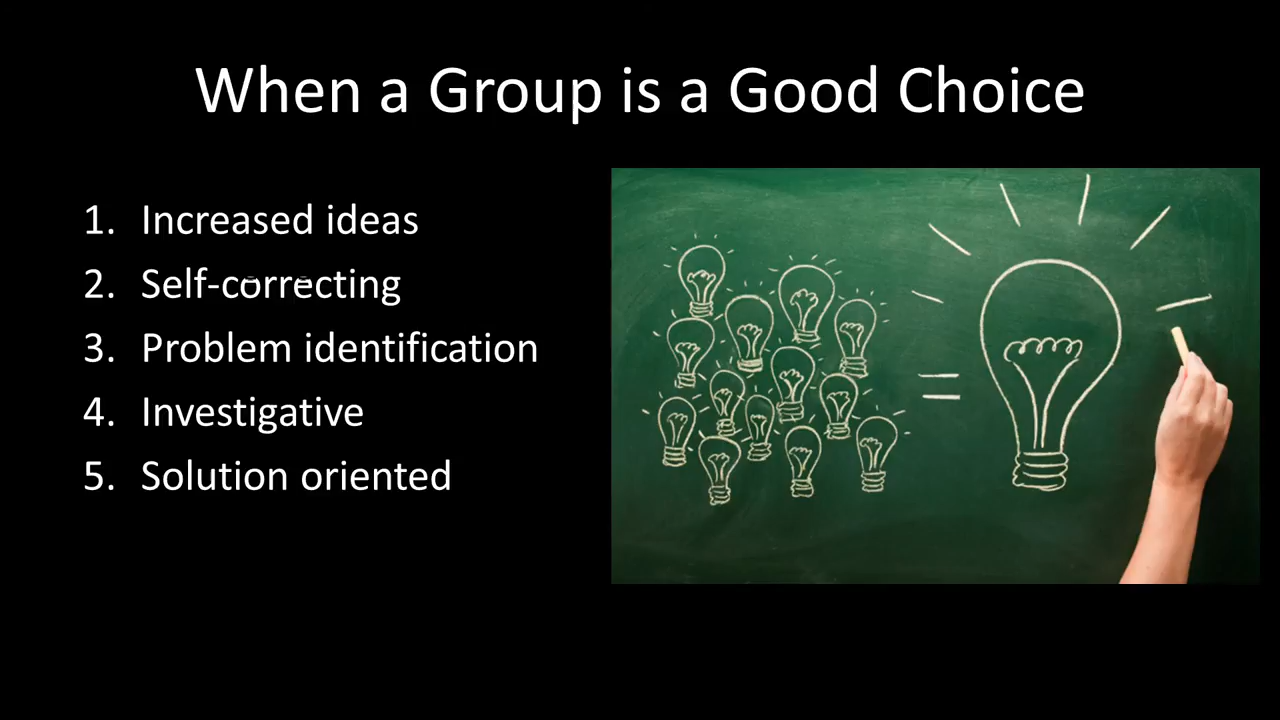 When a Group is a Good Choice
1. Increased ideas
2. Self-correcting
3. Problem identification
4. Investigative
5. Solution oriented
=